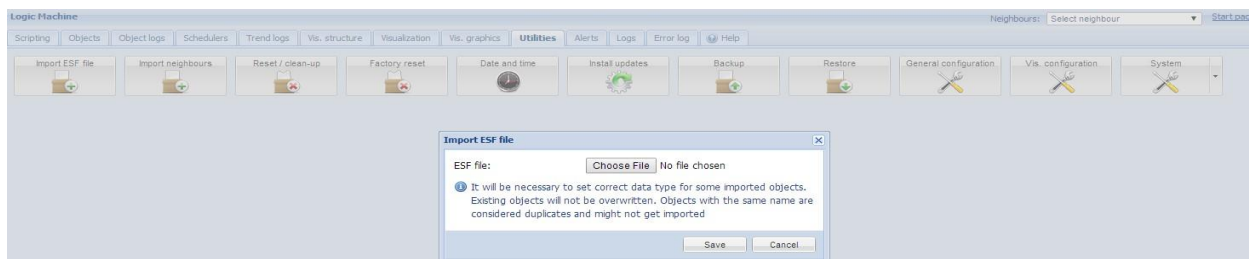 Logic Machine
Neighbours: Select neighbour
Scripting Objects Object logs Schedulers Trend logs Vis. structure Visualization Vis. graphics Utilities Alerts Logs Error log Help
Import ESF file Import neighbours Reset / clean-up Factory reset Date and time Install updates Backup Restore General configuration Vis. configuration System
Import ESF file
ESF file: Choose File No file chosen
It will be necessary to set correct data type for some imported objects.
Existing objects will not be overwritten. Objects with the same name are
considered duplicates and might not get imported
Save Cancel